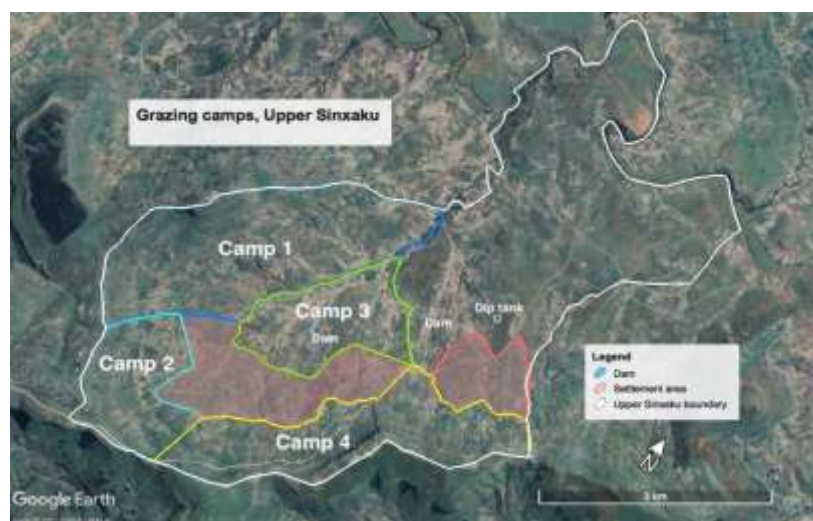 Grazing camps, Upper Sinxaku
Camp 1
Camp 3
Dam
Dam
Dip tank
Camp 2
Camp 4
Legend
Dam
Settlement area
Upper Sinxaku boundary
N
3 km
Google Earth